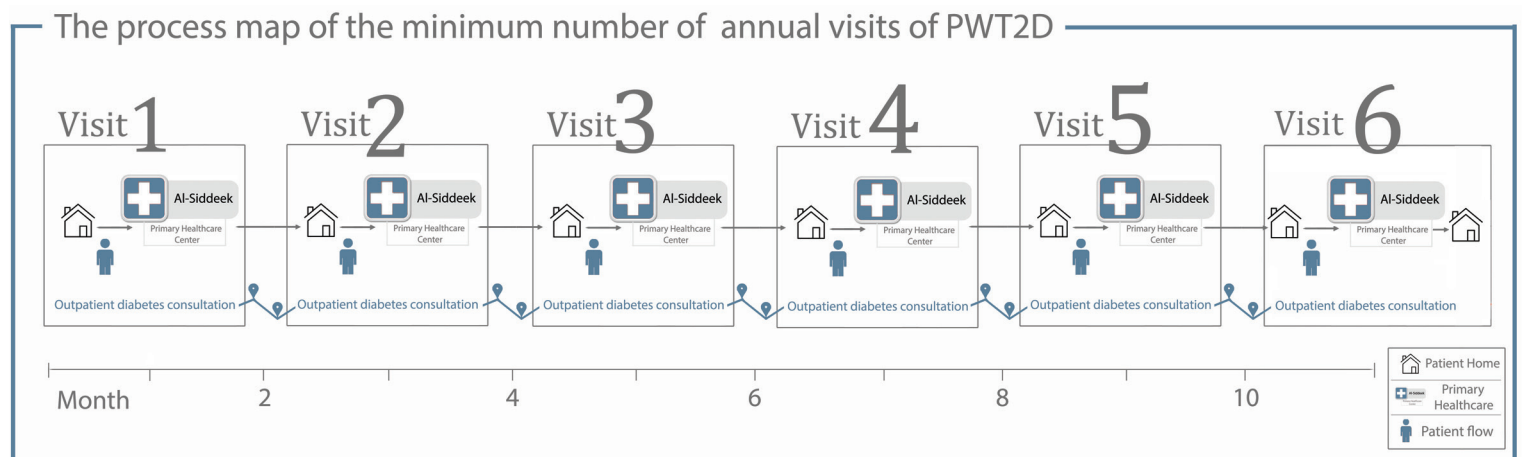 The process map of the minimum number of annual visits of PWT2D
Visit 1
Visit 2
Visit 3
Visit 4
Visit 5
Visit 6
Al-Siddeek
Primary Healthcare
Center
Al-Siddeek
Primary Healthcare
Center
Al-Siddeek
Primary Healthcare
Center
Al-Siddeek
Primary Healthcare
Center
Al-Siddeek
Primary Healthcare
Center
Al-Siddeek
Primary Healthcare
Center
Outpatient diabetes consultation
Outpatient diabetes consultation
Outpatient diabetes consultation
Outpatient diabetes consultation
Outpatient diabetes consultation
Outpatient diabetes consultation
Month 2 4 6 8 10
Patient Home
Al-Siddeek
Primary
Healthcare
Patient flow